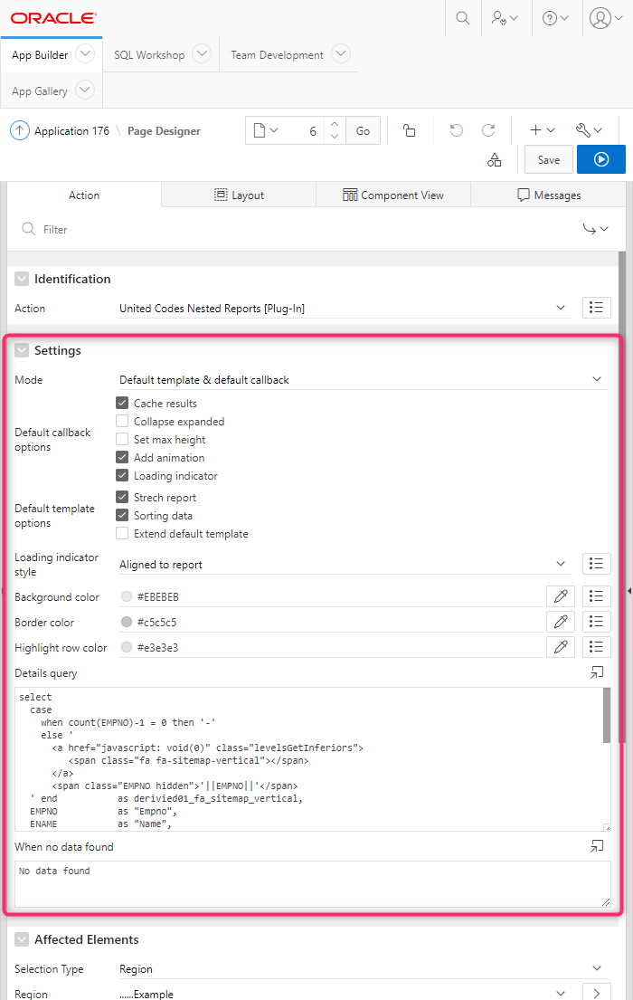 ORACLE
App Builder
SQL Workshop
Team Development
App Gallery
Application 176 \ Page Designer
6
Go
Save
Action
Layout
Component View
Messages
Filter
Identification
Action
United Codes Nested Reports [Plug-In]
Settings
Mode
Default template & default callback
Default callback
options
Cache results
Collapse expanded
Set max height
Add animation
Loading indicator
Default template
options
Strech report
Sorting data
Extend default template
Loading indicator
style
Aligned to report
Background color
#EBEBEB
Border color
#c5c5c5
Highlight row color
#e3e3e3
Details query
select
case
when count(EMPNO)-1 = 0 then '-'
else '
<a href="javascript: void(0)" class="levelsGetInferiors">
<span class="fa fa-sitemap-vertical"></span>
</a>
<span class="EMPNO hidden">'||EMPNO||'</span>
' end as derivied01_fa_sitemap_vertical,
EMPNO as "Empno",
ENAME as "Name",
When no data found
No data found
Affected Elements
Selection Type
Region
Region
......Example